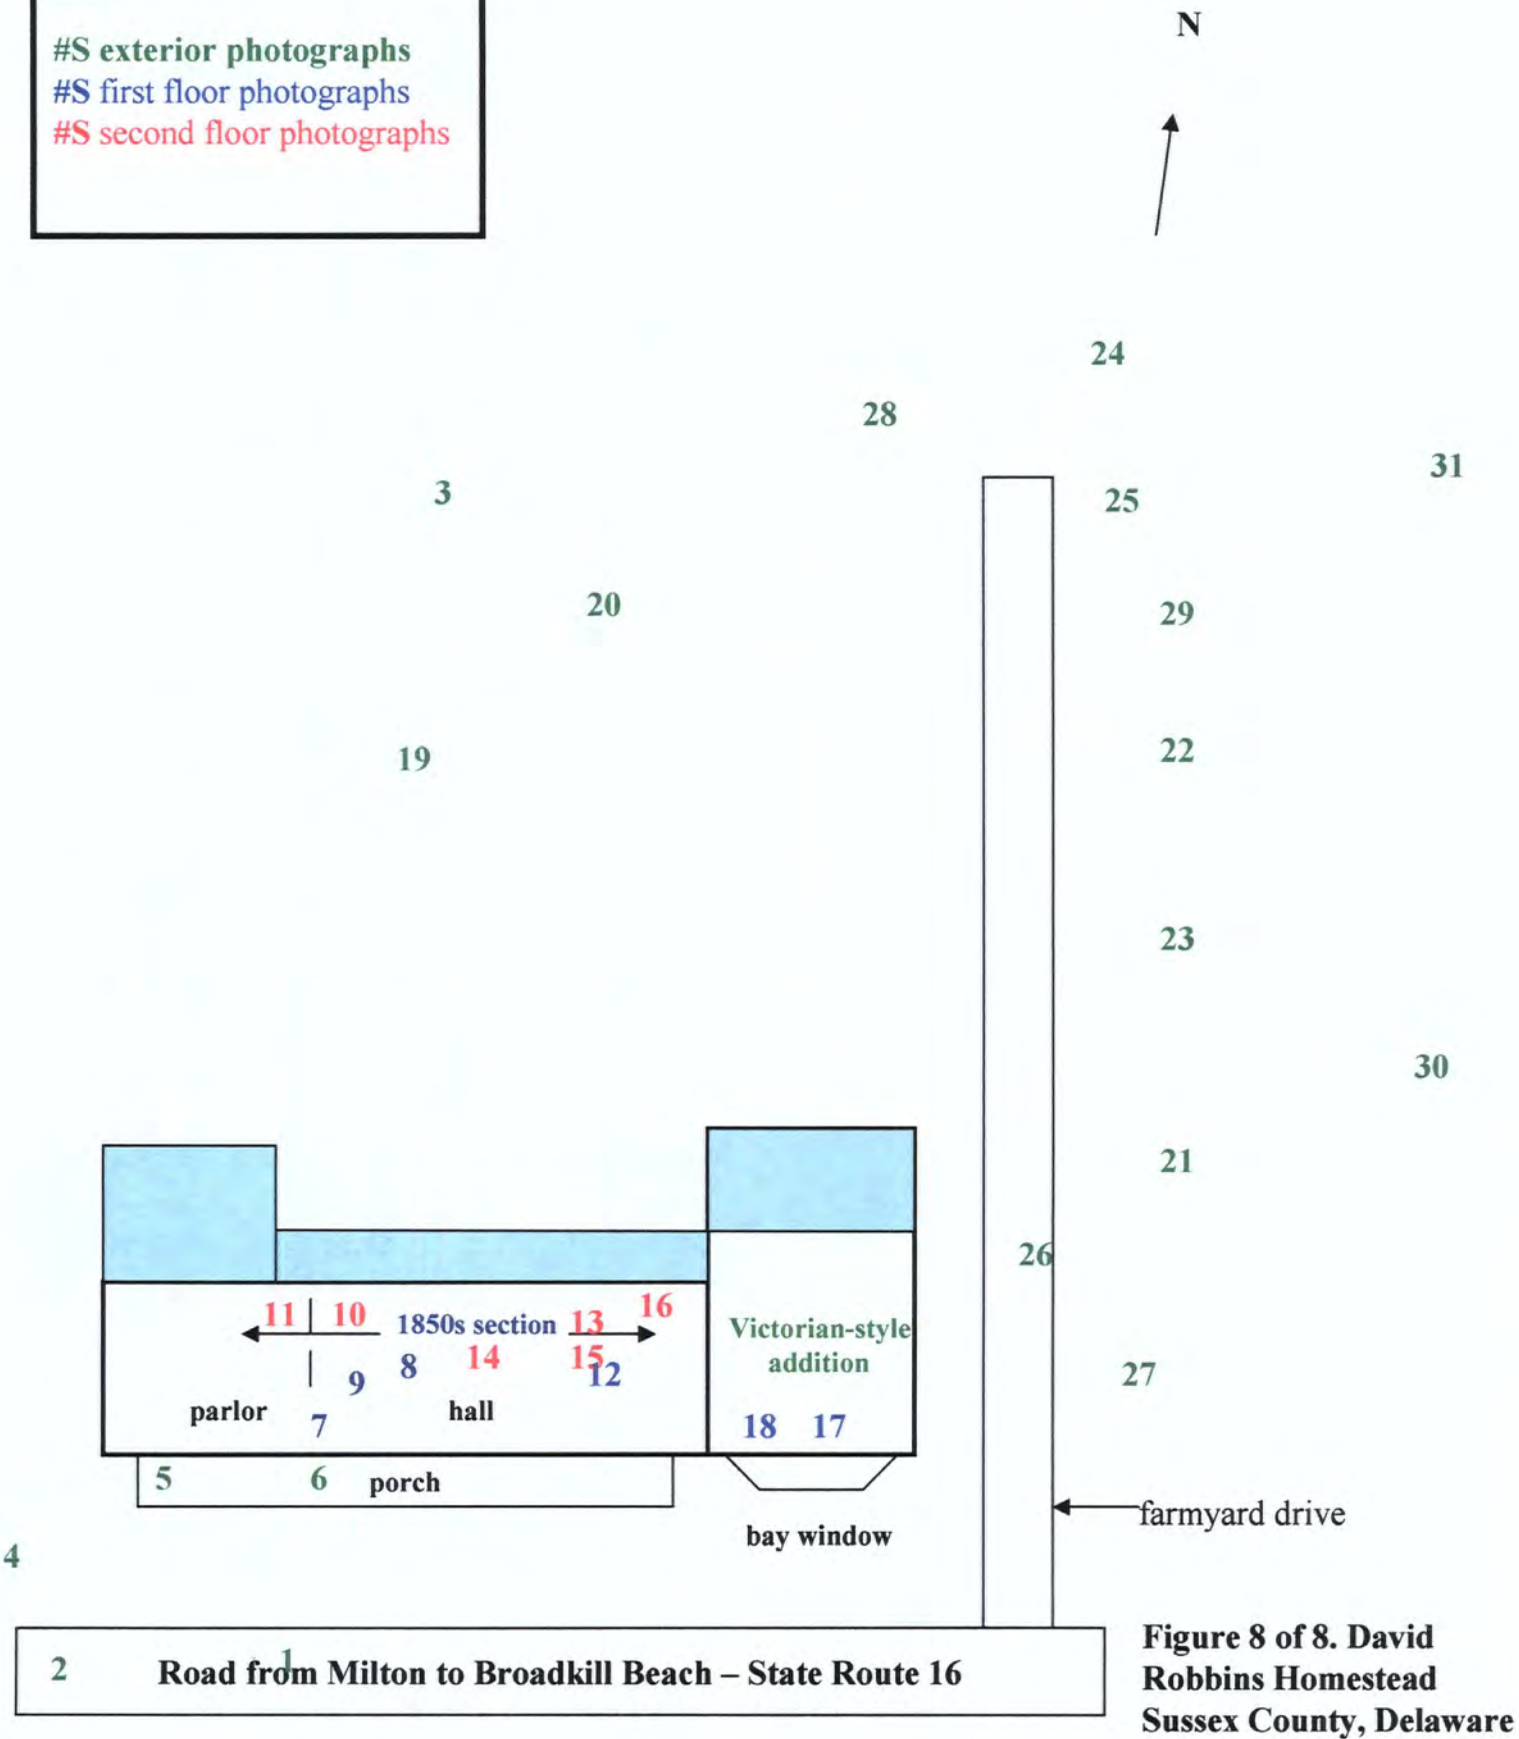 N
#S exterior photographs
#S first floor photographs
#S second floor photographs
24
28
31
3
25
20
29
19
22
23
30
21
26
11 10 1850s section 13 16
Victorian-style
addition
9 8 14 15 12
27
parlor 7 hall
18 17
5 6 porch
farmyard drive
bay window
4
2 1
Road from Milton to Broadkill Beach – State Route 16
Figure 8 of 8. David
Robbins Homestead
Sussex County, Delaware